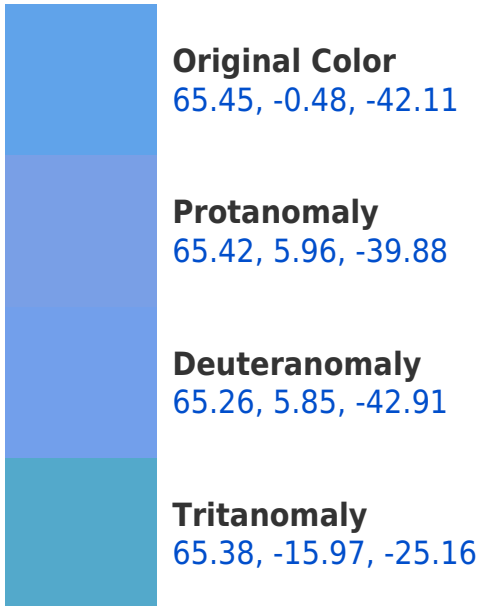 Original Color
65.45, -0.48, -42.11
Protanomaly
65.42, 5.96, -39.88
Deuteranomaly
65.26, 5.85, -42.91
Tritanomaly
65.38, -15.97, -25.16